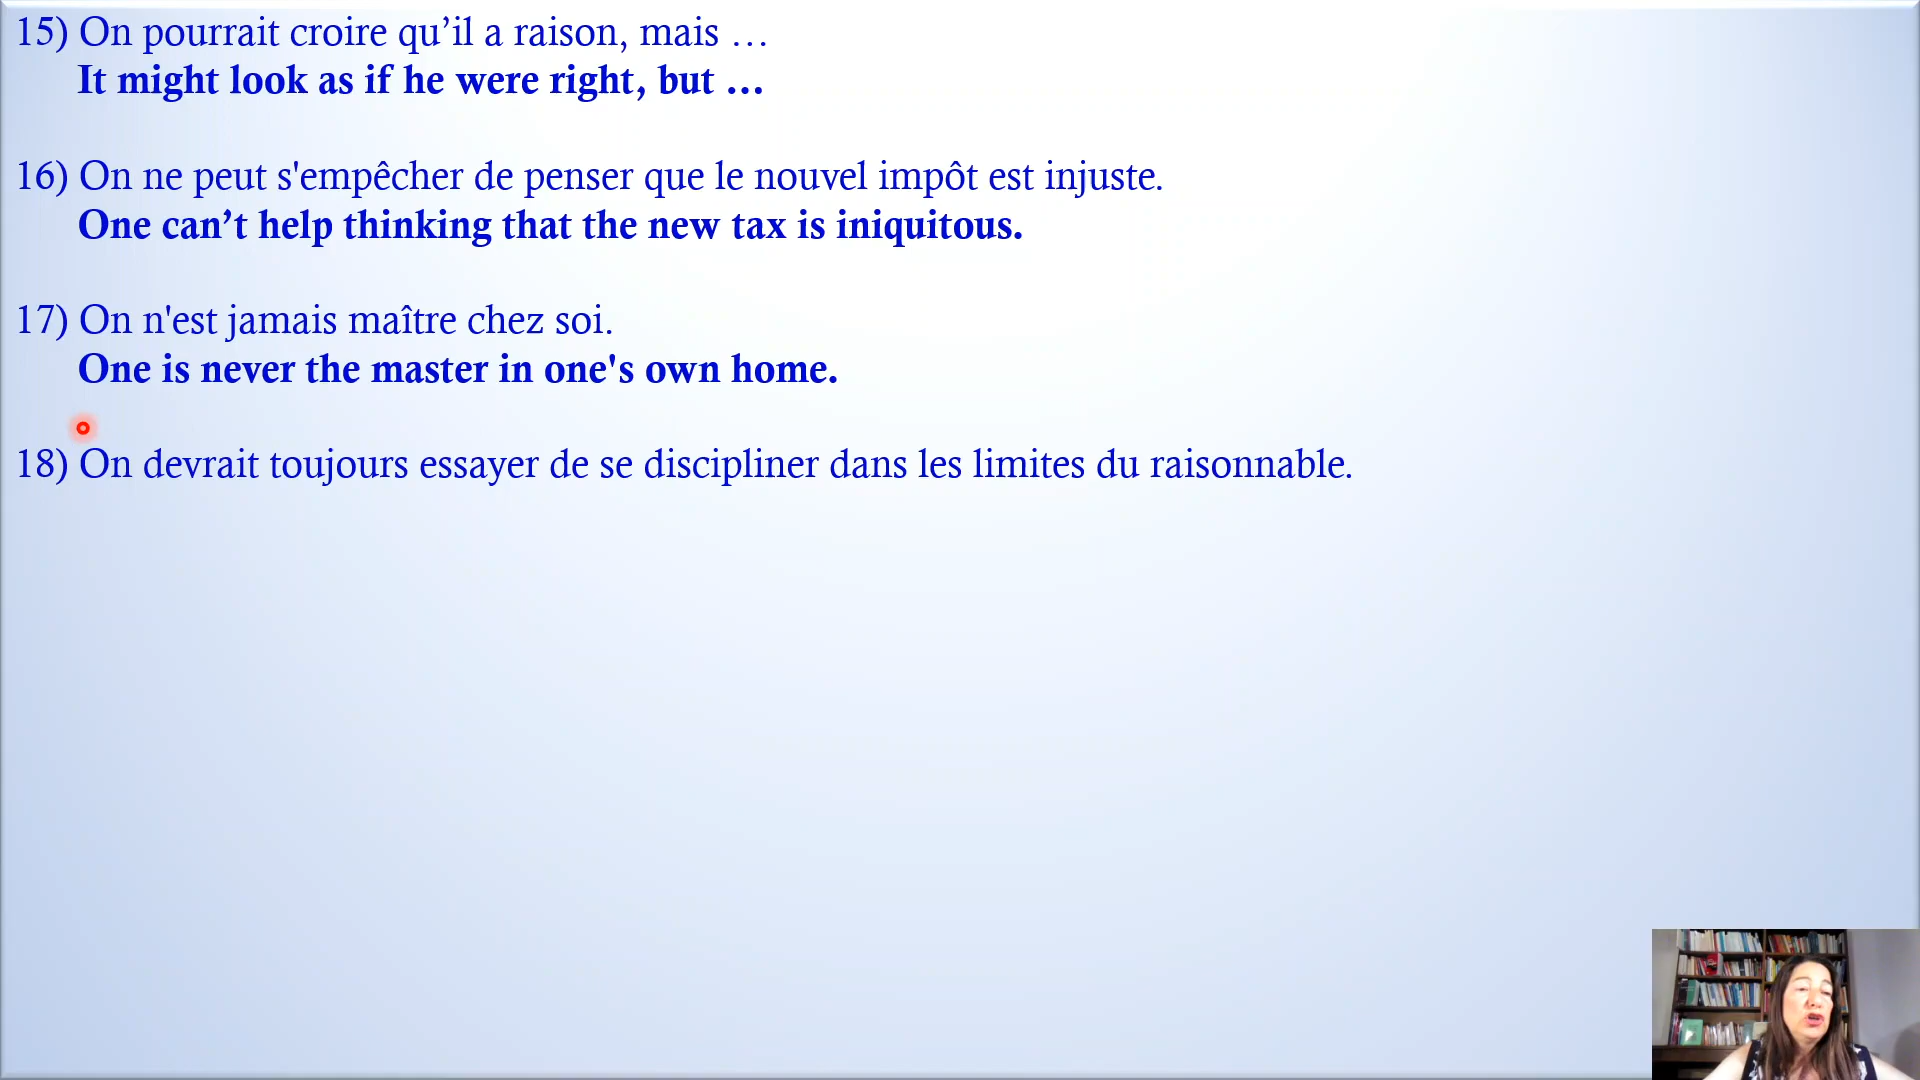 15) On pourrait croire qu’il a raison, mais …
It might look as if he were right, but …
16) On ne peut s'empêcher de penser que le nouvel impôt est injuste.
One can’t help thinking that the new tax is iniquitous.
17) On n'est jamais maître chez soi.
One is never the master in one's own home.
18) On devrait toujours essayer de se discipliner dans les limites du raisonnable.